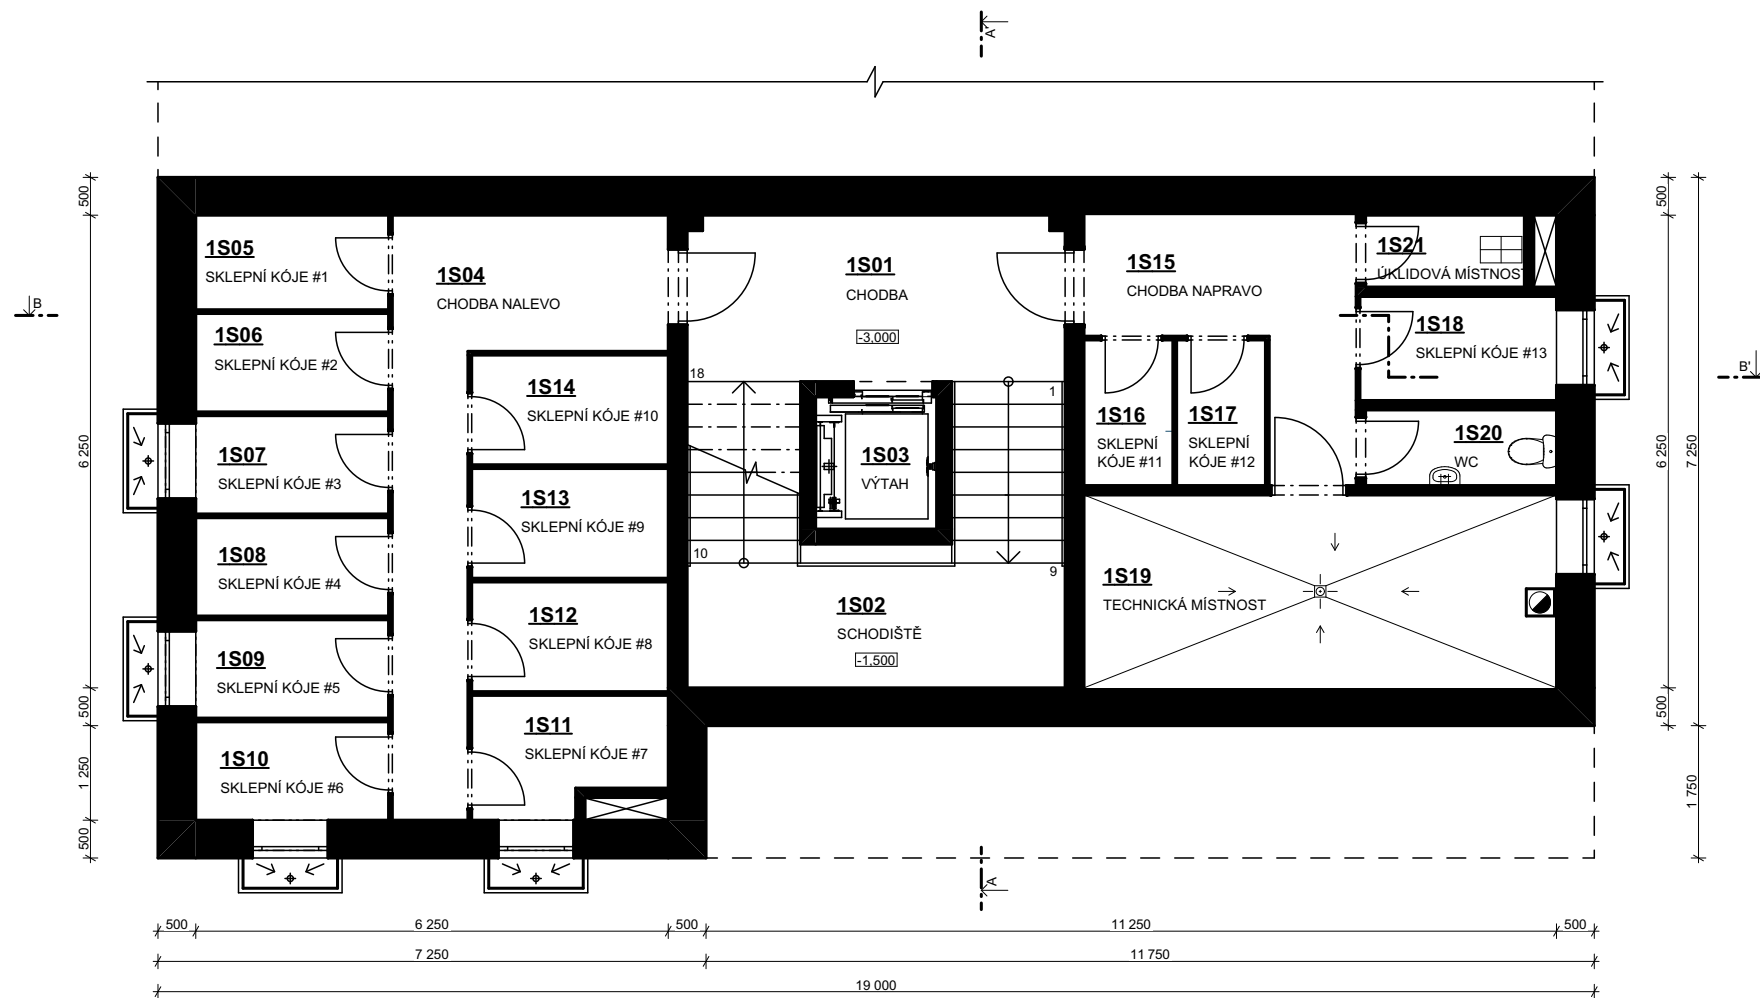 A'
500
500
1S05
SKLEPNÍ KÓJE #1
1S04
CHODBA NALEVO
1S01
CHODBA
-3,000
1S15
CHODBA NAPRAVO
1S21
ÚKLIDOVÁ MÍSTNOST
B
1S06
SKLEPNÍ KÓJE #2
1S18
SKLEPNÍ KÓJE #13
B'
1S14
SKLEPNÍ KÓJE #10
18
1
1S16
SKLEPNÍ
KÓJE #11
1S17
SKLEPNÍ
KÓJE #12
1S20
WC
6 250
1S07
SKLEPNÍ KÓJE #3
1S03
VÝTAH
6 250
7 250
1S13
SKLEPNÍ KÓJE #9
1S08
SKLEPNÍ KÓJE #4
10
9
1S19
TECHNICKÁ MÍSTNOST
1S12
SKLEPNÍ KÓJE #8
1S02
SCHODIŠTĚ
-1,500
1S09
SKLEPNÍ KÓJE #5
500
500
1S11
SKLEPNÍ KÓJE #7
1S10
SKLEPNÍ KÓJE #6
1 250
1 750
500
A
500
6 250
500
11 250
500
7 250
11 750
19 000